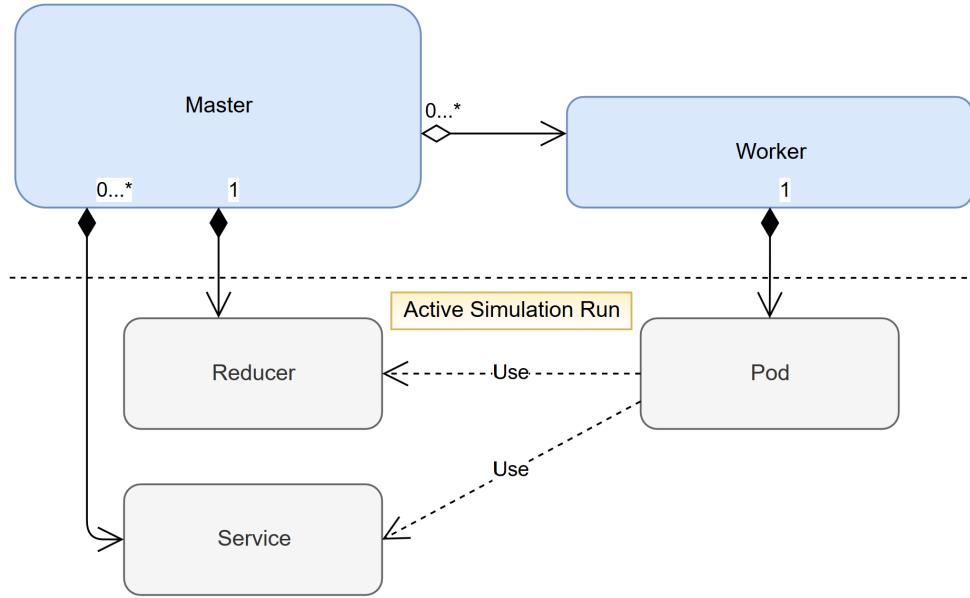 Master
0...*
Worker
0...*
1
1
Active Simulation Run
Reducer
Use
Pod
Use
Service